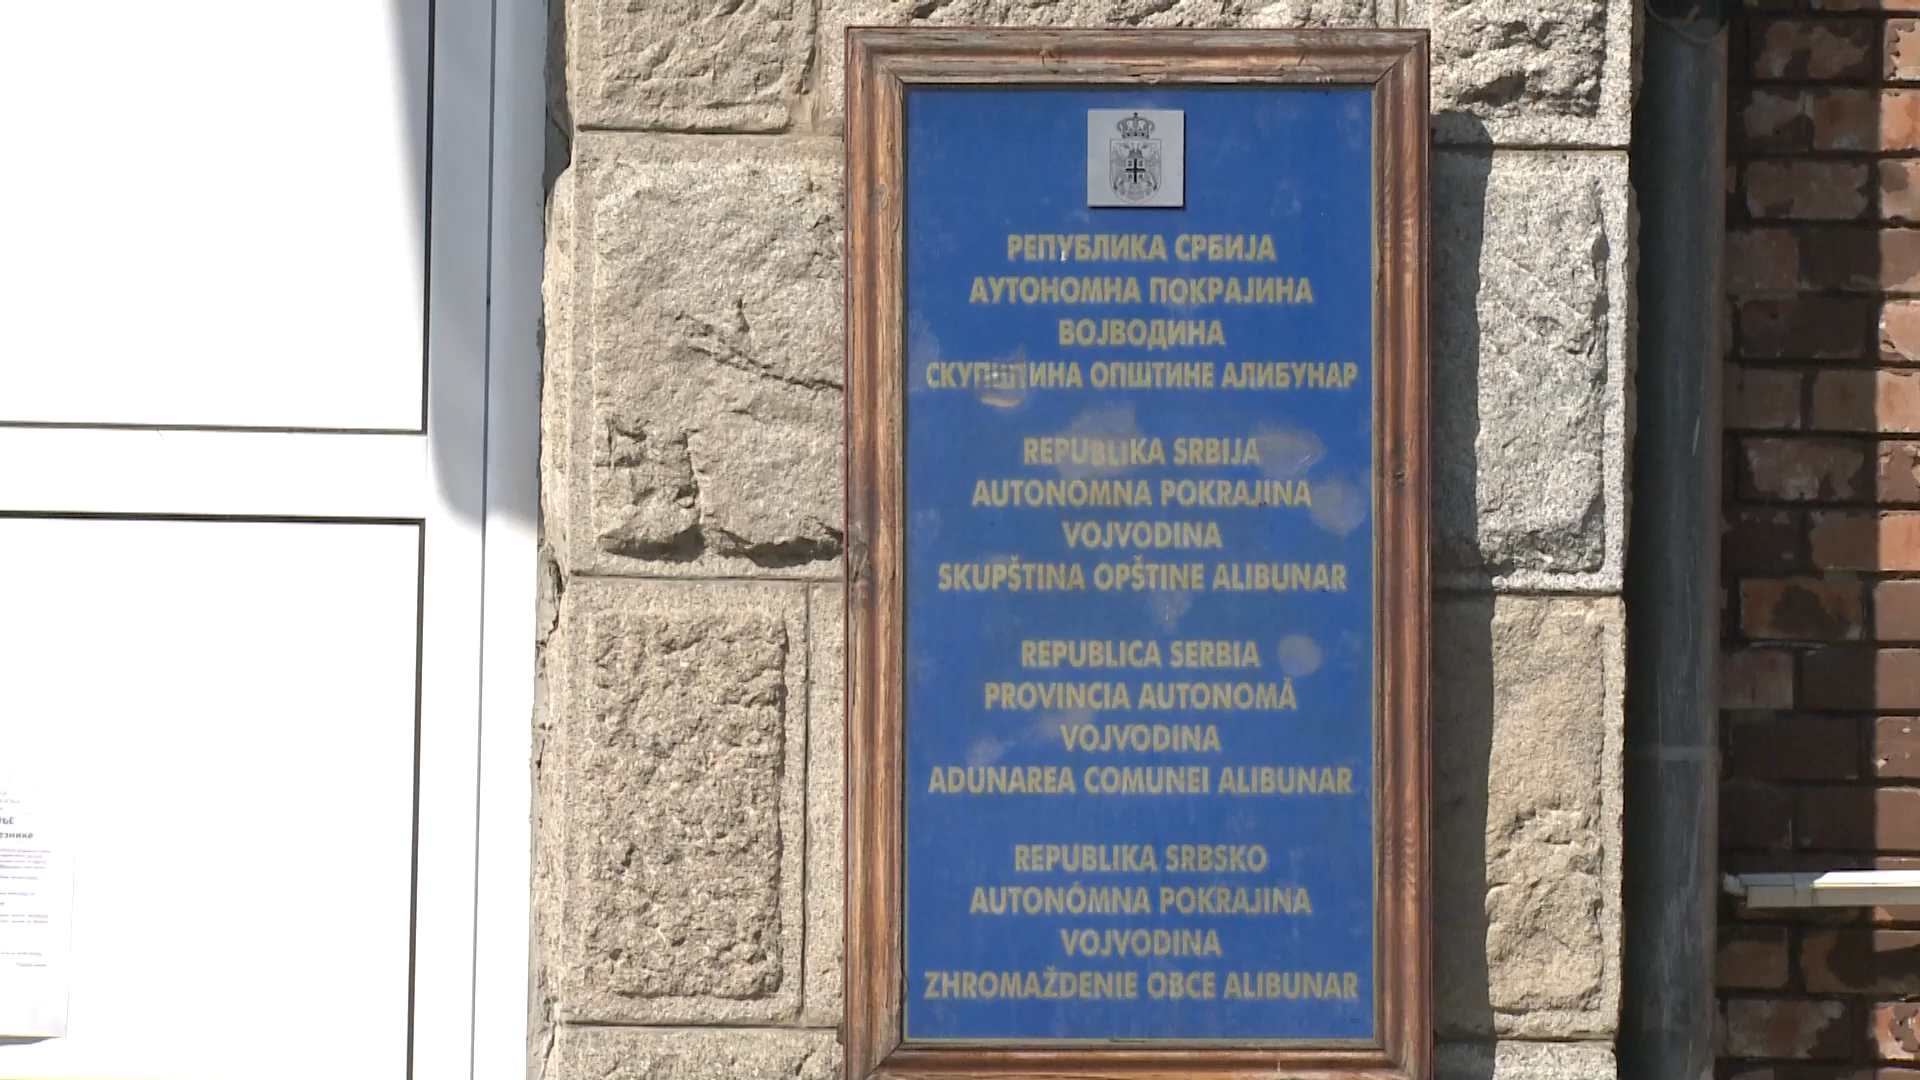 РЕПУБЛИКА СРБИЈА
АУТОНОМНА ПОКРАЈИНА
ВОЈВОДИНА
СКУПШТИНА ОПШТИНЕ АЛИБУНАР
REPUBLIKA SRBIJA
AUTONOMNA POKRAJINA
VOJVODINA
SKUPŠTINA OPŠTINE ALIBUNAR
REPUBLICA SERBIA
PROVINCIA AUTONOMĂ
VOJVODINA
ADUNAREA COMUNEI ALIBUNAR
REPUBLIKA SRBSKO
AUTONÓMNA POKRAJINA
VOJVODINA
ZHROMAŽDENIE OBCE ALIBUNAR